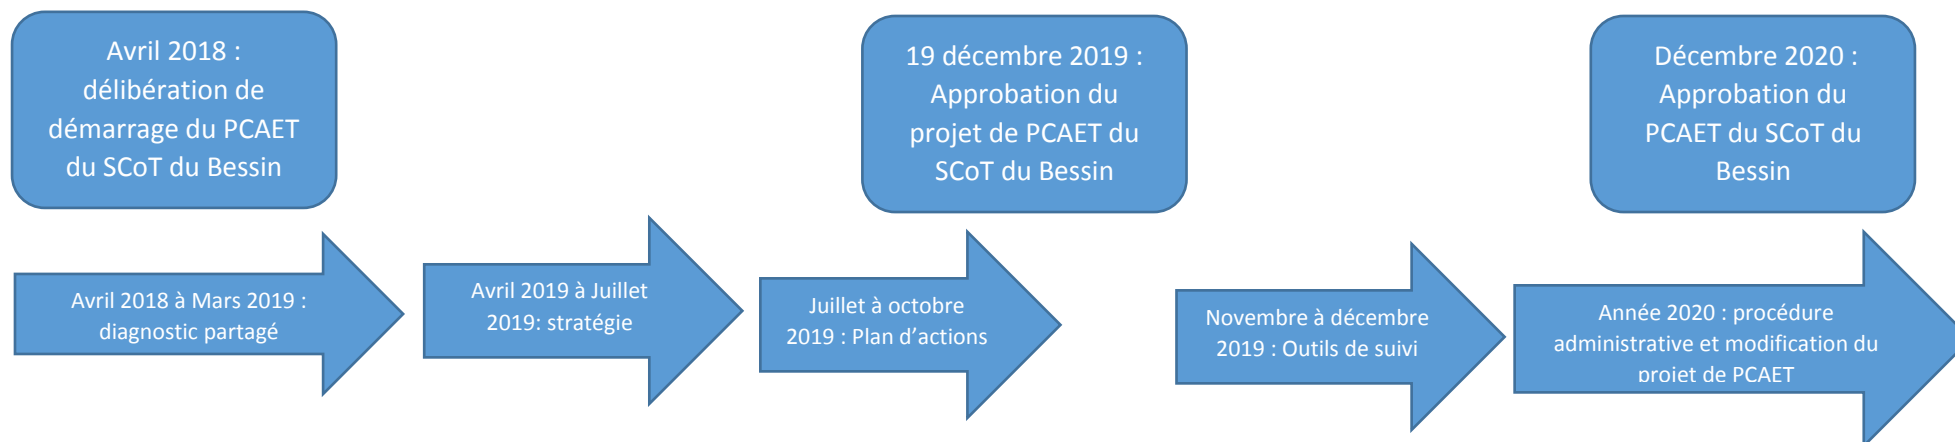 Avril 2018 :
délibération de
démarrage du PCAET
du SCoT du Bessin
19 décembre 2019 :
Approbation du
projet de PCAET du
SCoT du Bessin
Décembre 2020 :
Approbation du
PCAET du SCoT du
Bessin
Avril 2018 à Mars 2019 :
diagnostic partagé
Avril 2019 à Juillet
2019: stratégie
Juillet à octobre
2019 : Plan d’actions
Novembre à décembre
2019 : Outils de suivi
Année 2020 : procédure
administrative et modification du
projet de PCAET